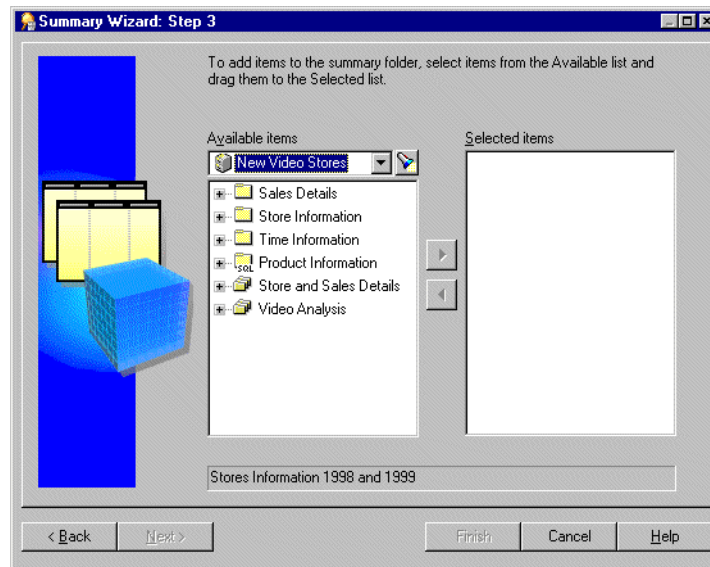 Summary Wizard: Step 3
To add items to the summary folder, select items from the Available list and
drag them to the Selected list.
Available items
Selected items
New Video Stores
Sales Details
Store Information
Time Information
SQL
Product Information
Store and Sales Details
Video Analysis
Stores Information 1998 and 1999
< Back
Next >
Finish
Cancel
Help